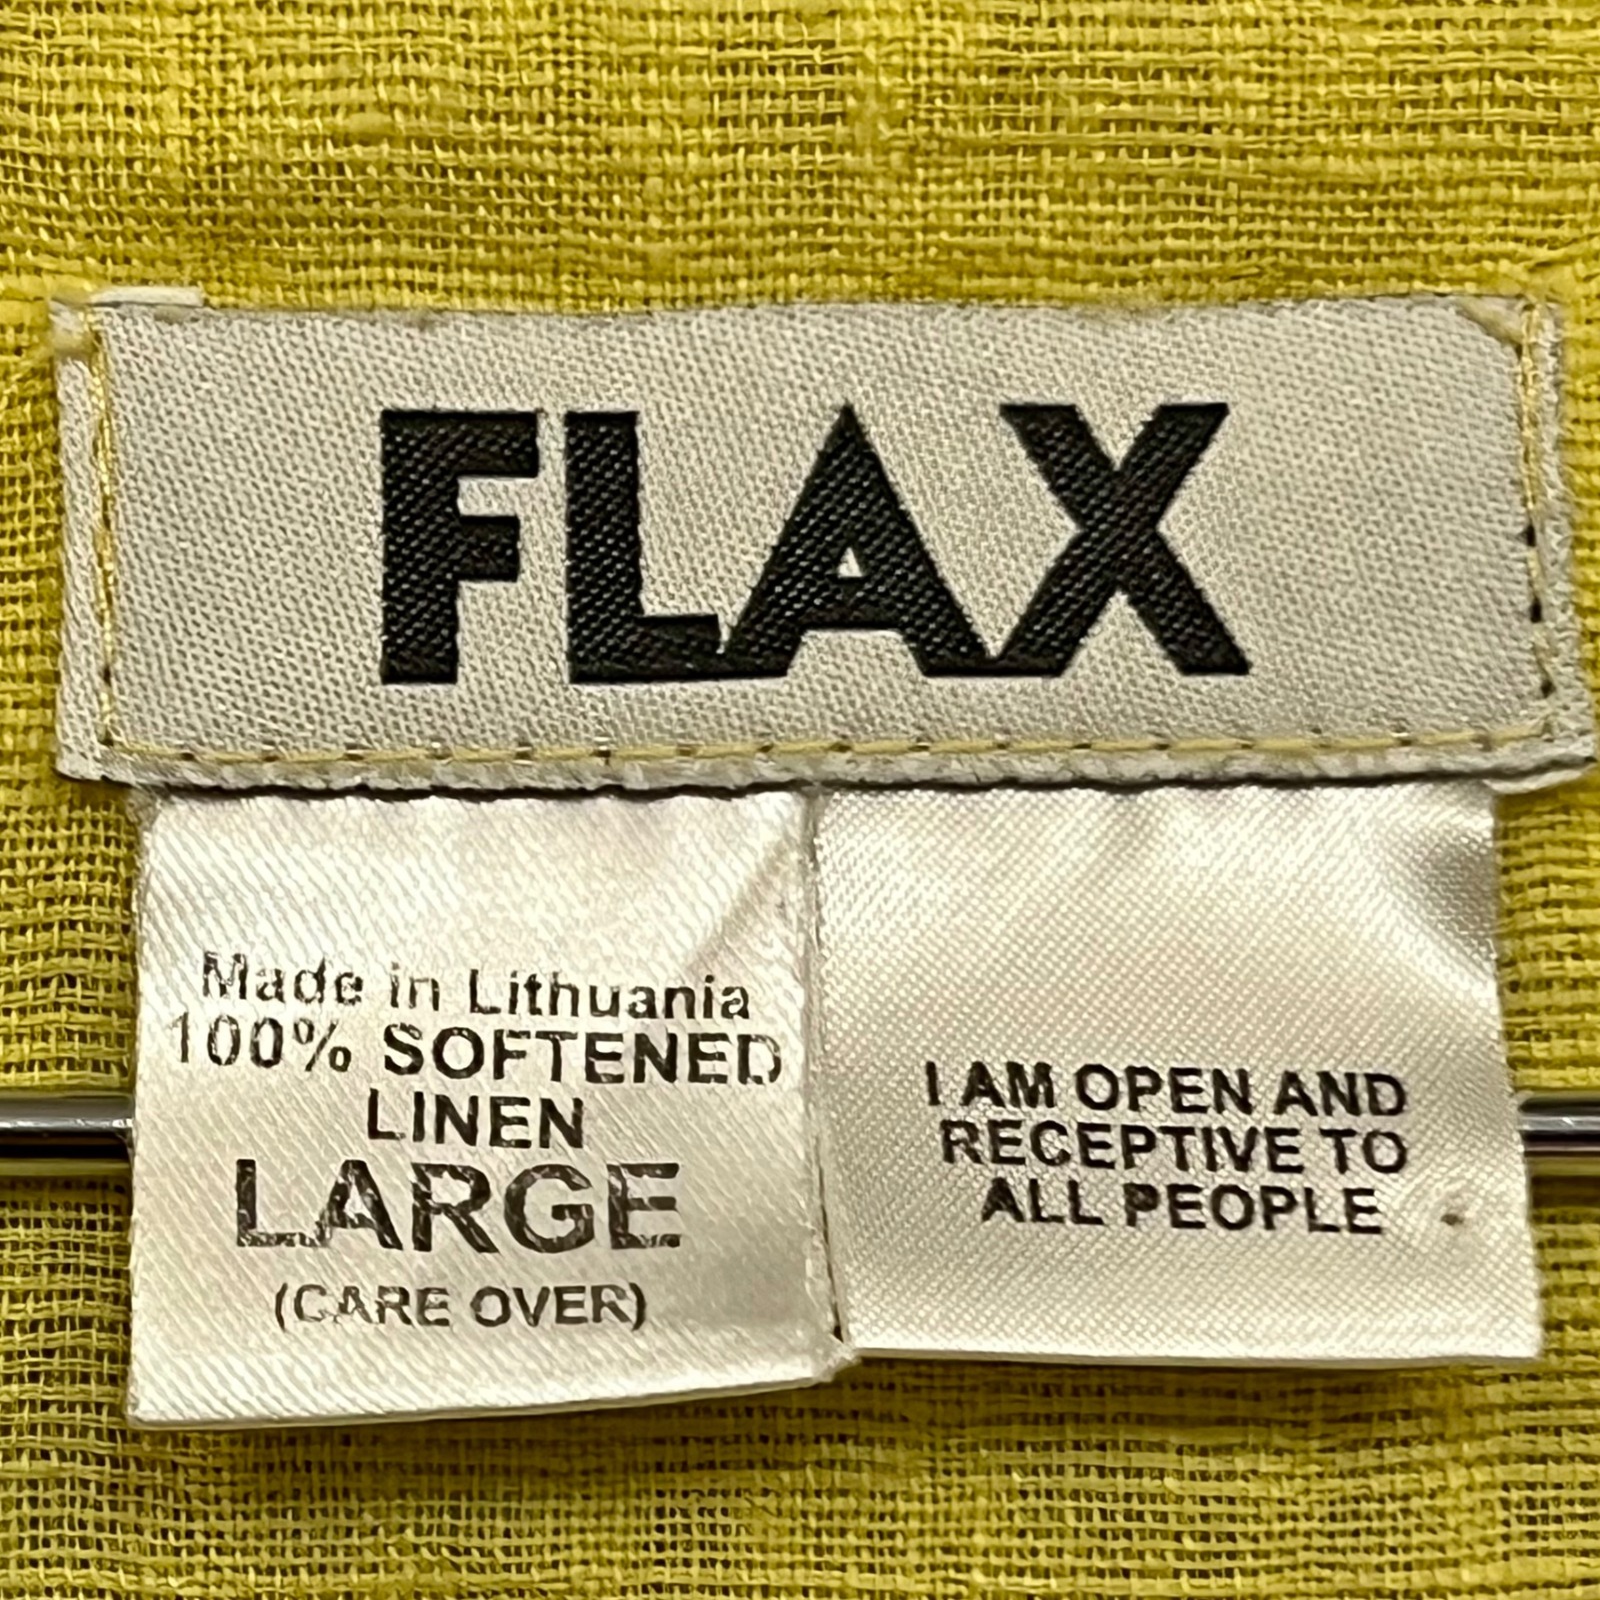 FLAX
Made in Lithuania
100% SOFTENED
LINEN
LARGE
(CARE OVER)
I AM OPEN AND
RECEPTIVE TO
ALL PEOPLE